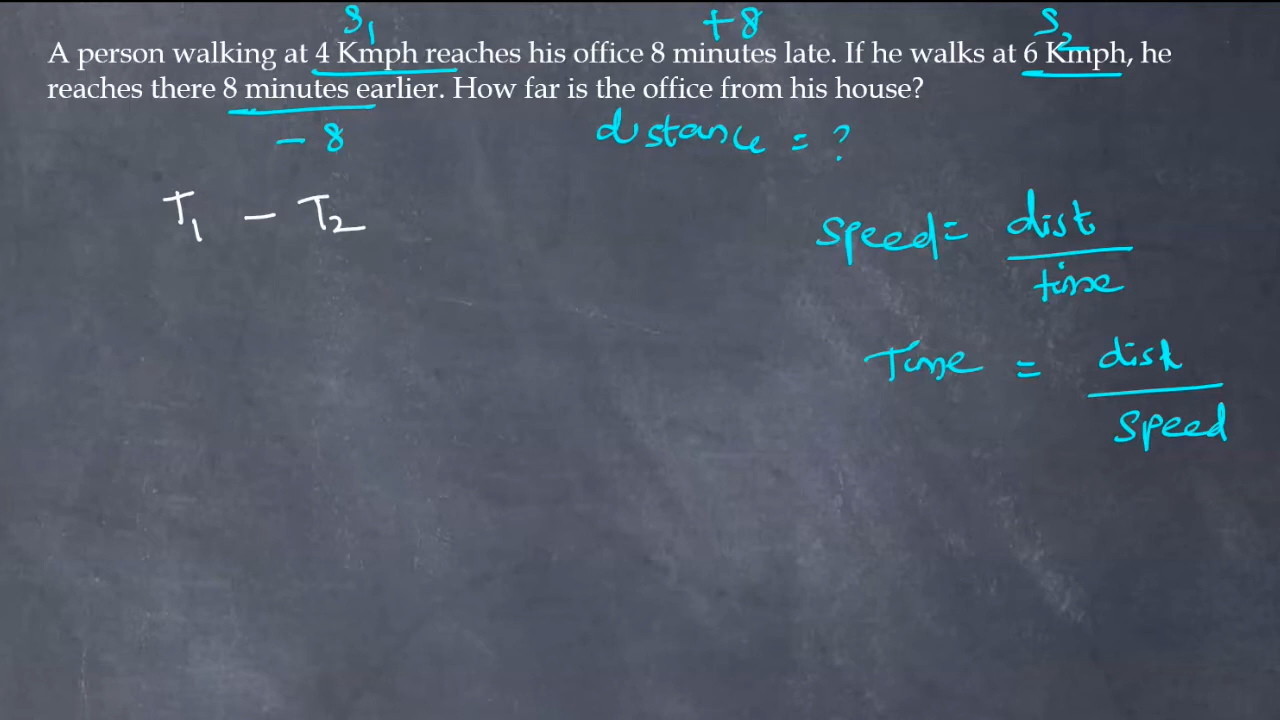 S1 +8 S2
A person walking at 4 Kmph reaches his office 8 minutes late. If he walks at 6 Kmph, he
reaches there 8 minutes earlier. How far is the office from his house?
- 8 distance = ?
T1 - T2
Speed = dist
time
Time = dist
speed